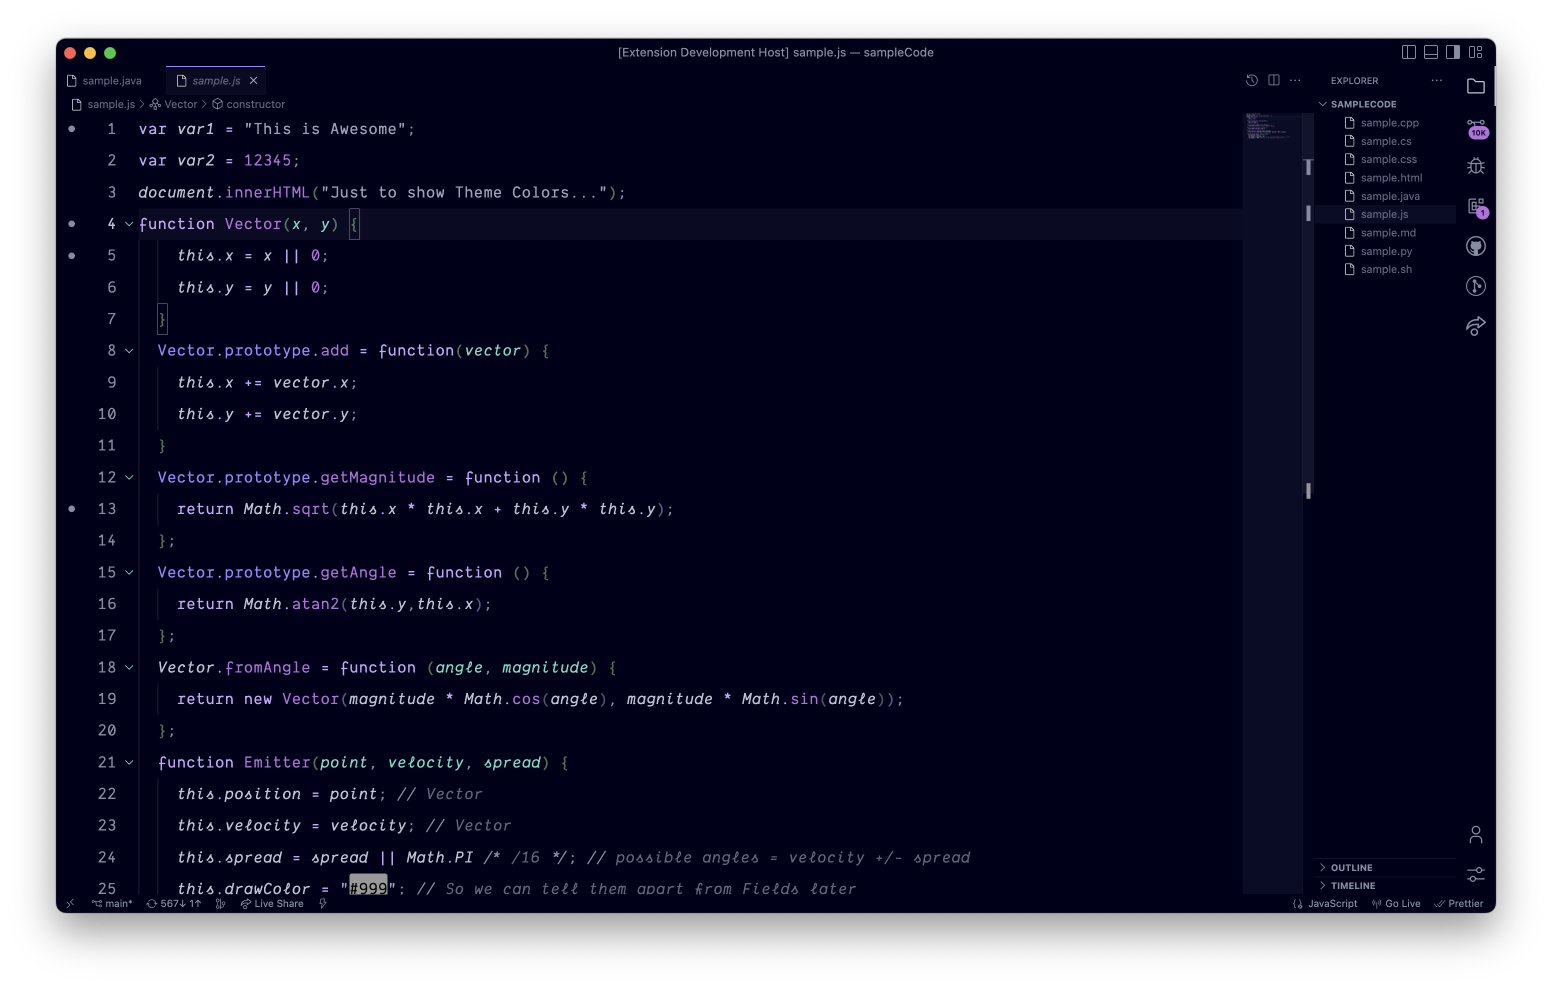 [Extension Development Host] sample.js — sampleCode
sample.java
sample.js
sample.js > Vector > constructor
1 var var1 = "This is Awesome";
2 var var2 = 12345;
3 document.innerHTML("Just to show Theme Colors...");
4 function Vector(x, y) {
5 this.x = x || 0;
6 this.y = y || 0;
7 }
8 Vector.prototype.add = function(vector) {
9 this.x += vector.x;
10 this.y += vector.y;
11 }
12 Vector.prototype.getMagnitude = function () {
13 return Math.sqrt(this.x * this.x + this.y * this.y);
14 };
15 Vector.prototype.getAngle = function () {
16 return Math.atan2(this.y,this.x);
17 };
18 Vector.fromAngle = function (angle, magnitude) {
19 return new Vector(magnitude * Math.cos(angle), magnitude * Math.sin(angle));
20 };
21 function Emitter(point, velocity, spread) {
22 this.position = point; // Vector
23 this.velocity = velocity; // Vector
24 this.spread = spread || Math.PI /* /16 */; // possible angles = velocity +/- spread
25 this.drawColor = "#999"; // So we can tell them apart from Fields later
EXPLORER
SAMPLECODE
sample.cpp
sample.cs
sample.css
sample.html
sample.java
sample.js
sample.md
sample.py
sample.sh
OUTLINE
TIMELINE
10K
1
main*
567↓ 1↑
Live Share
JavaScript
Go Live
Prettier